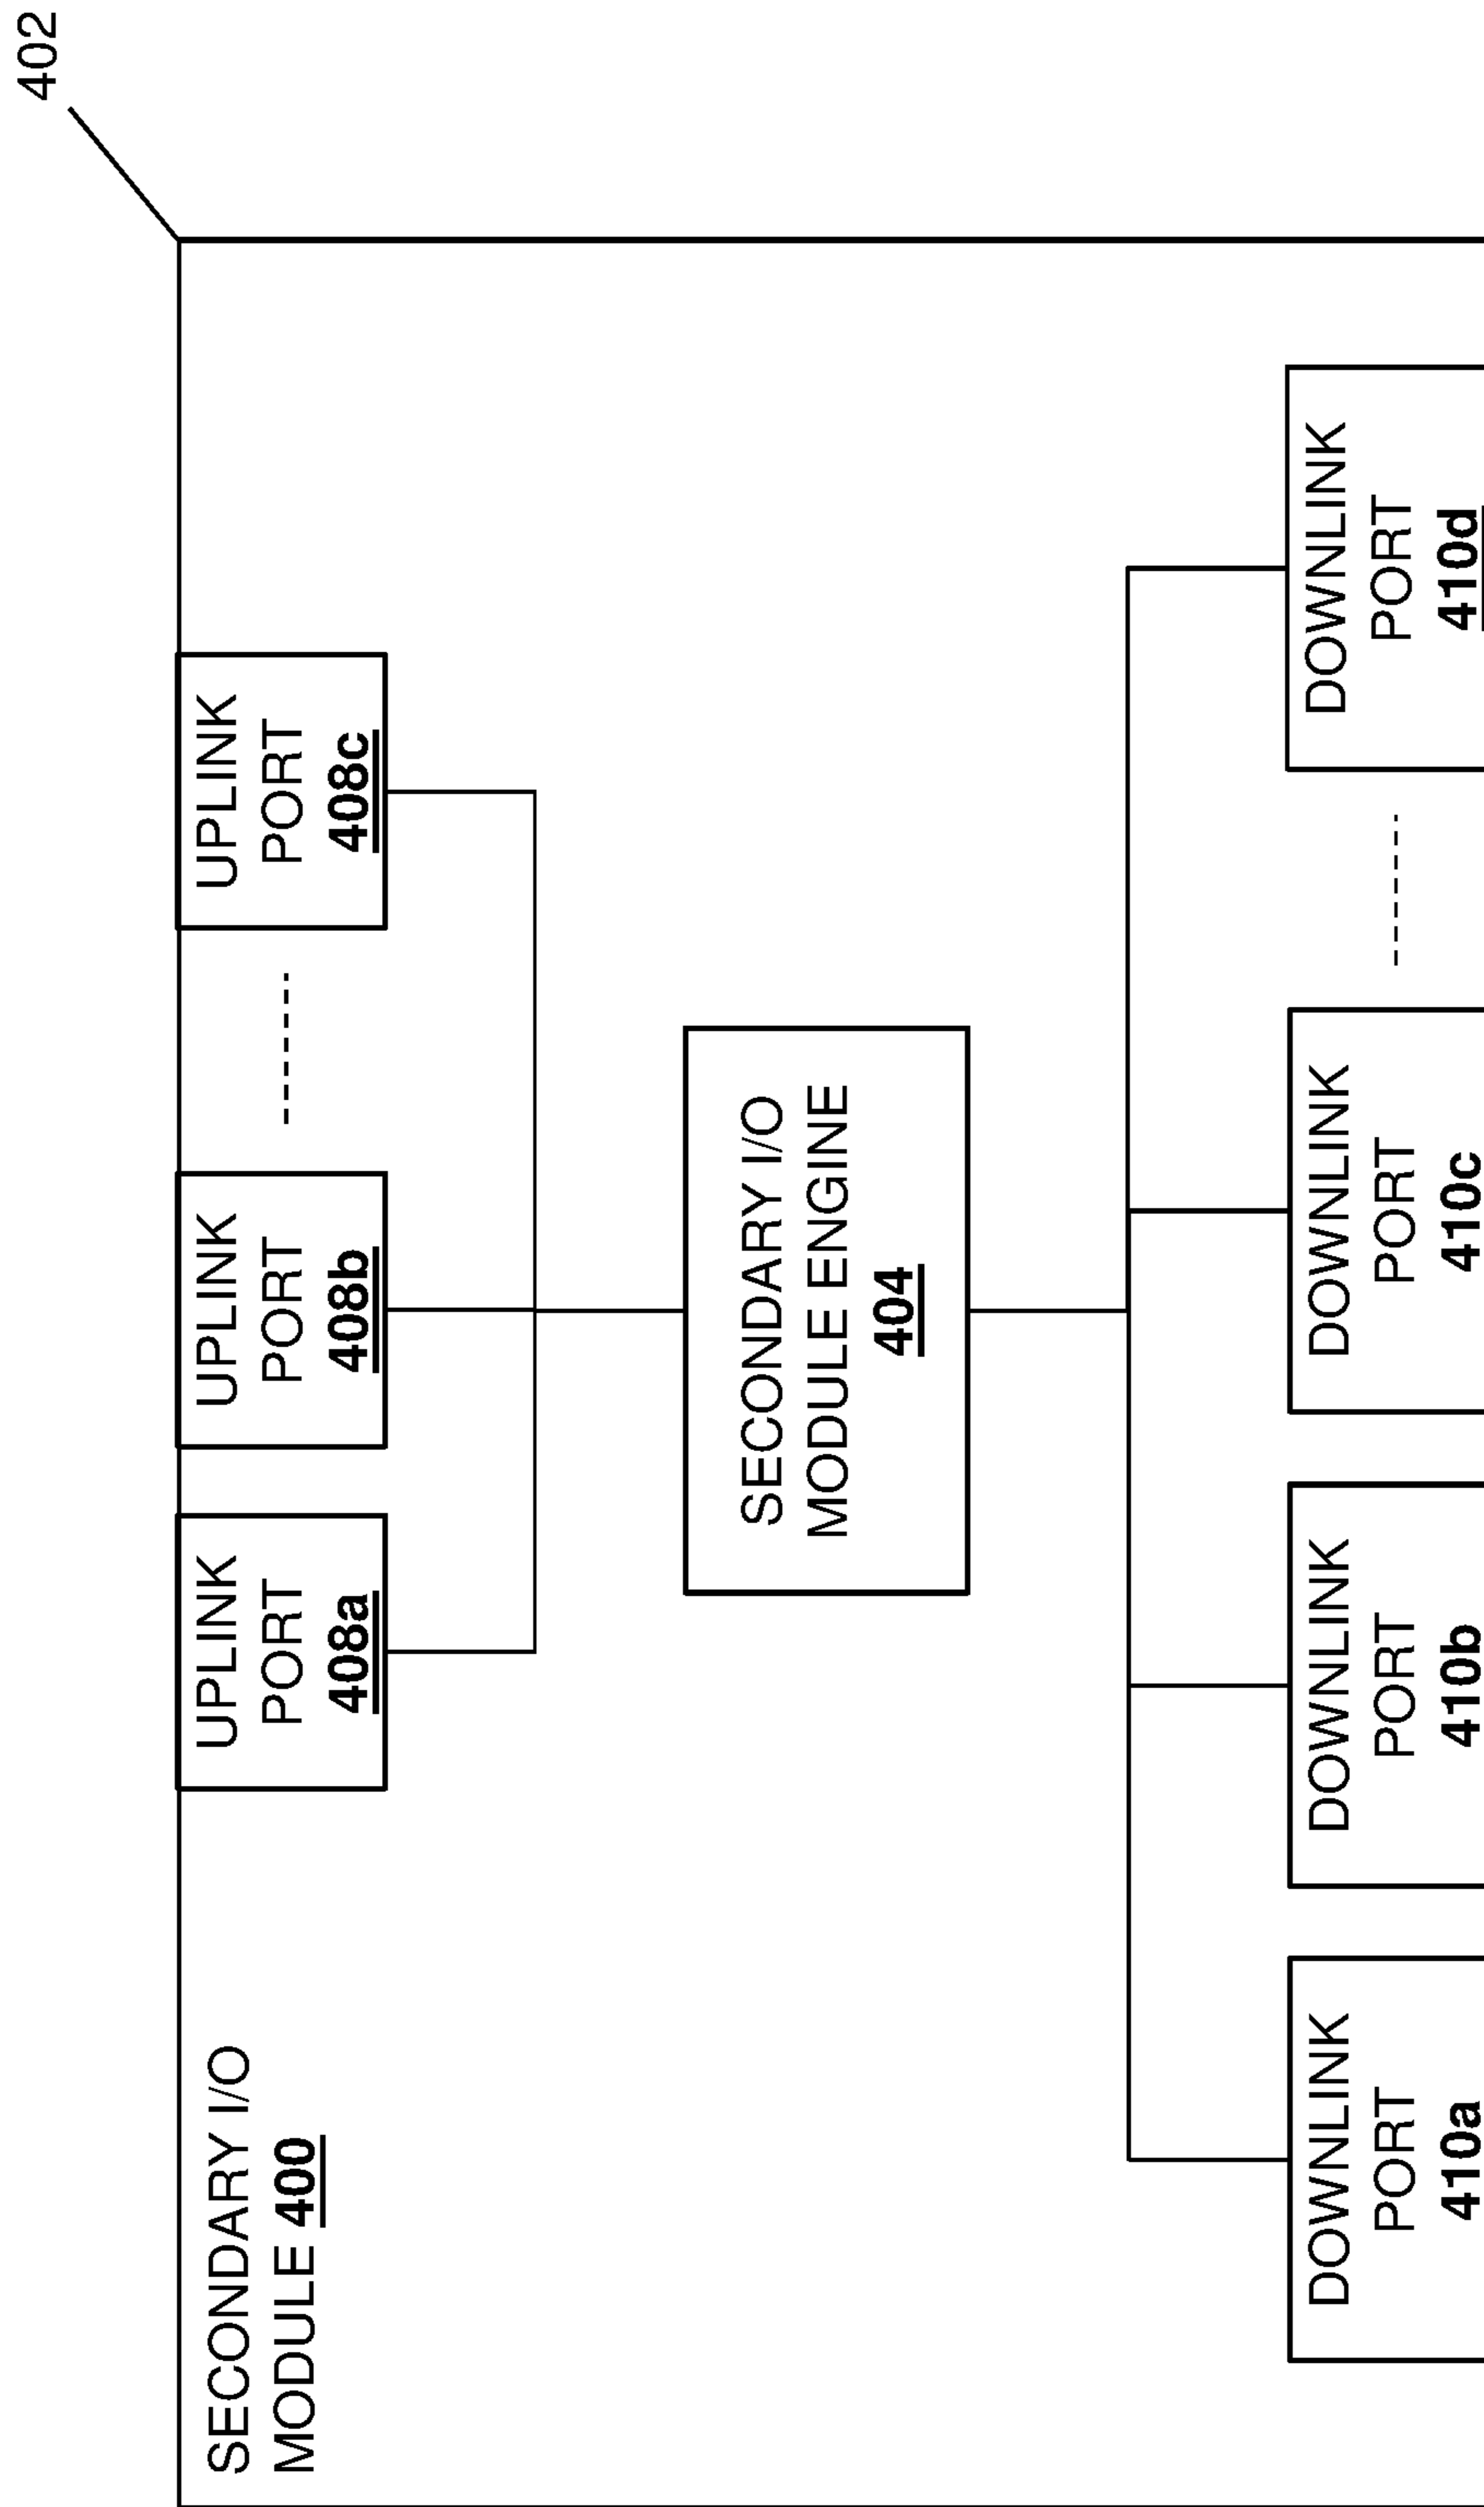 402
SECONDARY I/O
MODULE 400
UPLINK
PORT
408a
UPLINK
PORT
408b
UPLINK
PORT
408c
SECONDARY I/O
MODULE ENGINE
404
DOWNLINK
PORT
410a
DOWNLINK
PORT
410b
DOWNLINK
PORT
410c
DOWNLINK
PORT
410d